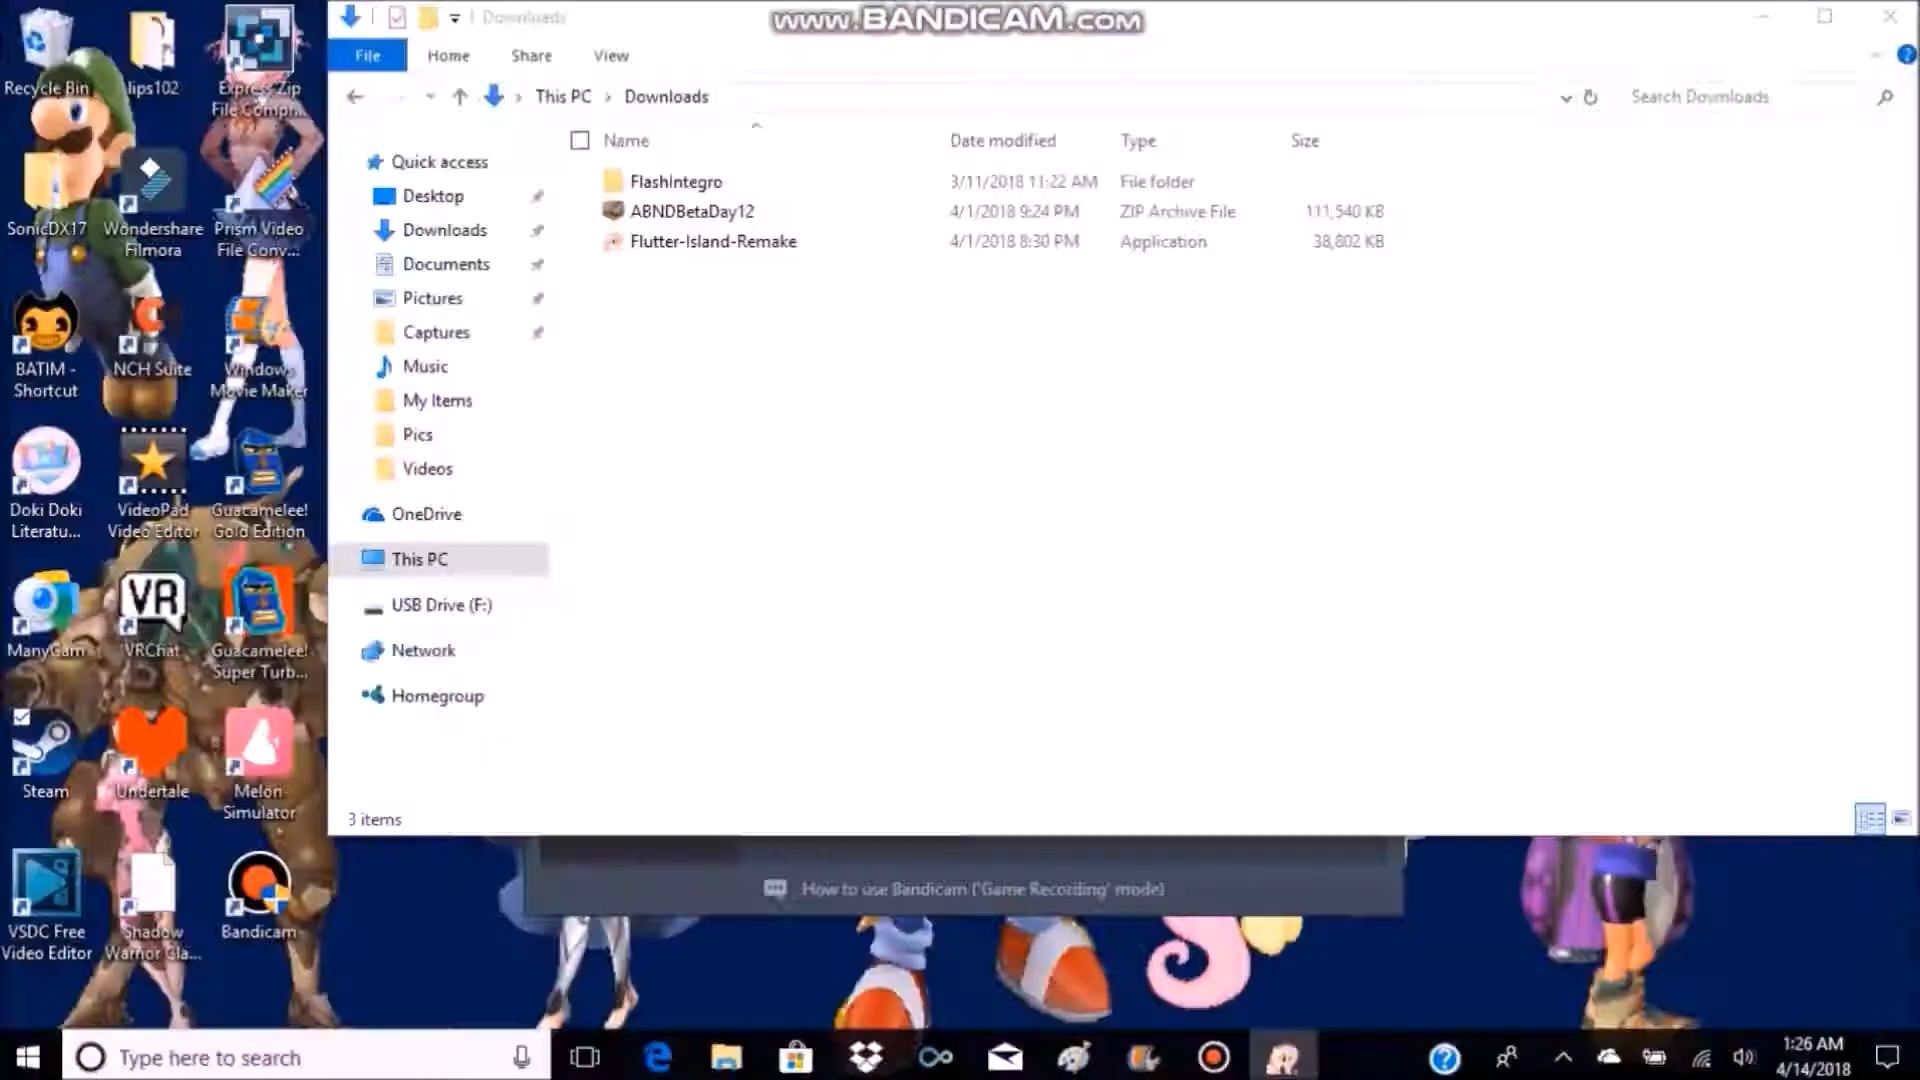 Downloads
www.BANDICAM.com
File
Home
Share
View
This PC
Downloads
Search Downloads
Name
Date modified
Type
Size
FlashIntegro
3/11/2018 11:22 AM
File folder
ABNDBetaDay12
4/1/2018 9:24 PM
ZIP Archive File
111,540 KB
Flutter-Island-Remake
4/1/2018 8:30 PM
Application
38,802 KB
Quick access
Desktop
Downloads
Documents
Pictures
Captures
Music
My Items
Pics
Videos
OneDrive
This PC
USB Drive (F:)
Network
Homegroup
3 items
How to use Bandicam ('Game Recording' mode)
Recycle Bin
lips102
Express Zip
File Comp...
SonicDX17
Wondershare
Filmora
Prism Video
File Conv...
BATIM -
Shortcut
NCH Suite
Windows
Movie Maker
Doki Doki
Literatu...
VideoPad
Video Editor
Guacamelee!
Gold Edition
ManyCam
VR
VRChat
Guacamelee!
Super Turb...
Steam
Undertale
Melon
Simulator
VSDC Free
Video Editor
Shadow
Warrior Cla...
Bandicam
Type here to search
1:26 AM
4/14/2018